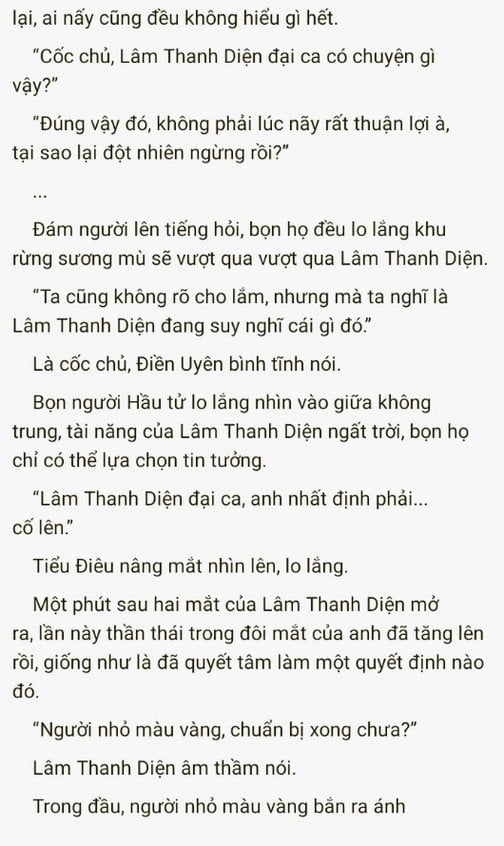 lại, ai nấy cũng đều không hiểu gì hết.
“Cốc chủ, Lâm Thanh Diện đại ca có chuyện gì
vậy?”
“Đúng vậy đó, không phải lúc nãy rất thuận lợi à,
tại sao lại đột nhiên ngừng rồi?”
...
Đám người lên tiếng hỏi, bọn họ đều lo lắng khu
rừng sương mù sẽ vượt qua vượt qua Lâm Thanh Diện.
“Ta cũng không rõ cho lắm, nhưng mà ta nghĩ là
Lâm Thanh Diện đang suy nghĩ cái gì đó.”
Là cốc chủ, Điền Uyên bình tĩnh nói.
Bọn người Hầu tử lo lắng nhìn vào giữa không
trung, tài năng của Lâm Thanh Diện ngất trời, bọn họ
chỉ có thể lựa chọn tin tưởng.
“Lâm Thanh Diện đại ca, anh nhất định phải...
cố lên.”
Tiểu Điêu nâng mắt nhìn lên, lo lắng.
Một phút sau hai mắt của Lâm Thanh Diện mở
ra, lần này thần thái trong đôi mắt của anh đã tăng lên
rồi, giống như là đã quyết tâm làm một quyết định nào
đó.
“Người nhỏ màu vàng, chuẩn bị xong chưa?”
Lâm Thanh Diện âm thầm nói.
Trong đầu, người nhỏ màu vàng bắn ra ánh